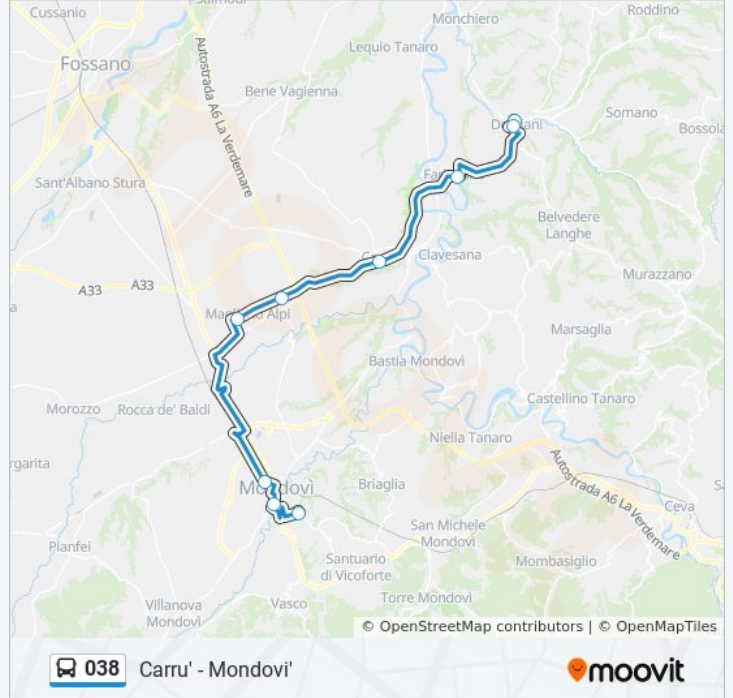 Cussanio
Monchiero
Roddino
Lequio Tanaro
Fossano
Autostrada A6 La Verdemare
Bene Vagienna
Somano
Sant'Albano Stura
Belvedere
Langhe
Clavesana
Murazzano
A33
A33
Marsaglia
Bastia Mondovì
Castellino Tanaro
Morozzo
Rocca de' Baldi
Niella Tanaro
Autostrada A6 La Verdemare
Mondovì
Briaglia
Ceva
San Michele
Mondovì
Pianfei
Santuario
di Vicoforte
Mombasiglio
Torre Mondovì
Villanova
Mondovì
Vasco
© OpenStreetMap contributors | © OpenMapTiles
038 Carru' - Mondovi'
moovit